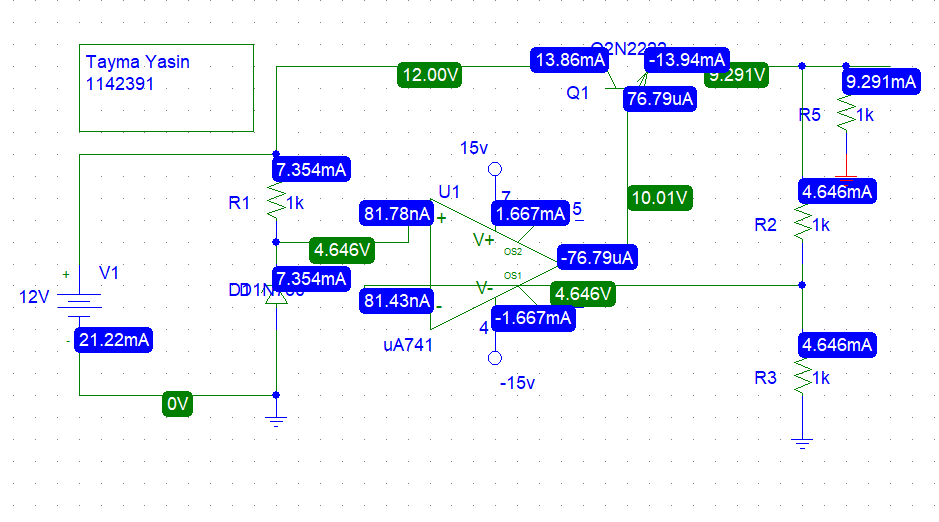 Tayma Yasin
1142391
13.86mA
-13.94mA
12.00V
9.291V
9.291mA
Q1
76.79uA
R5
1k
15v
7.354mA
U1
7
4.646mA
R1
1k
81.78nA
+
1.667mA
5
10.01V
R2
1k
4.646V
V+
OS2
-76.79uA
+
V1
7.354mA
12V
81.43nA
-
V-
OS1
4.646V
-
21.22mA
4
-1.667mA
uA741
4.646mA
-15v
R3
1k
0V